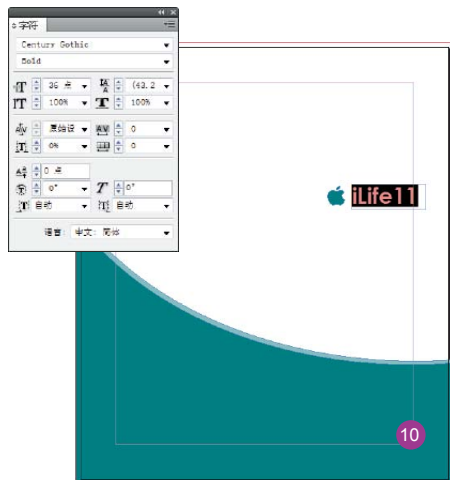 字符
Century Gothic
Bold
36 点
(43.2
100%
100%
原始设
0
0%
0
0 点
0°
0°
自动
自动
语言: 中文: 简体
iLife11
10